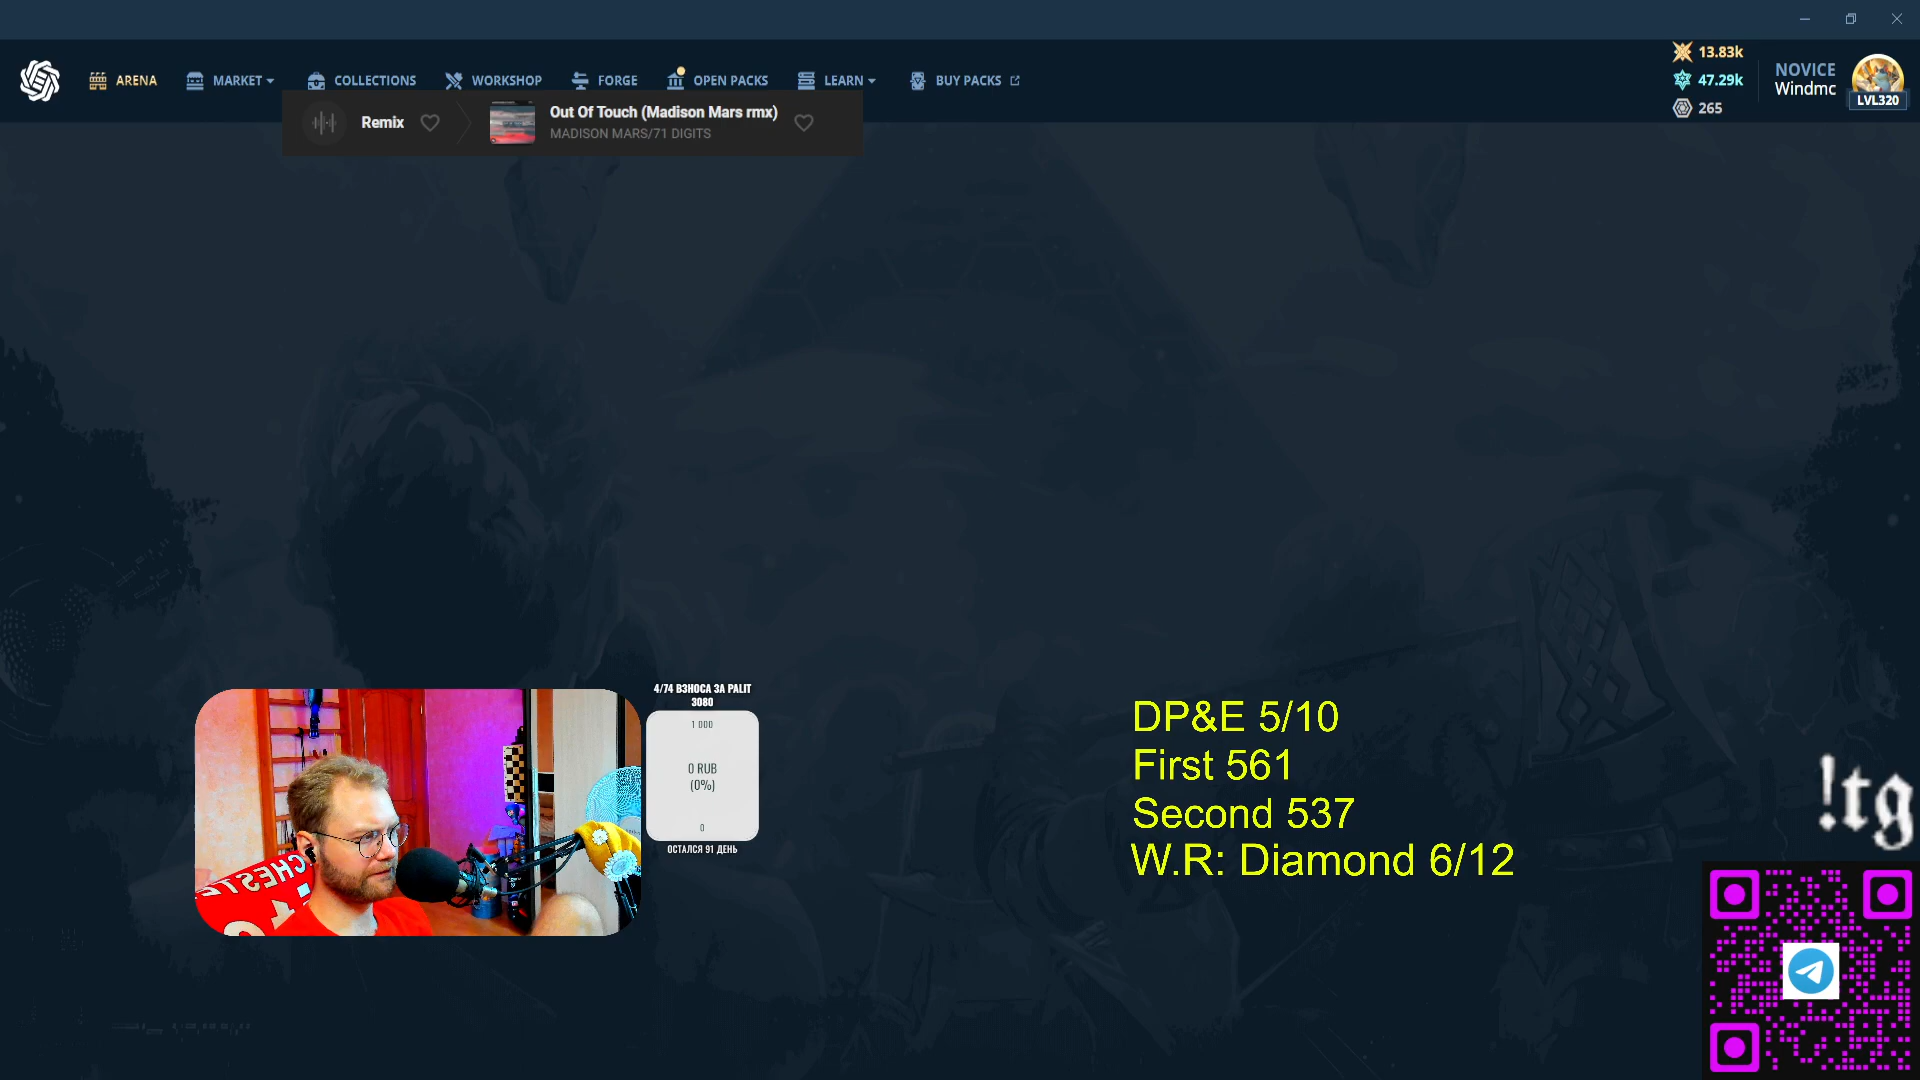 ARENA
MARKET
COLLECTIONS
WORKSHOP
FORGE
OPEN PACKS
LEARN
BUY PACKS
13.83k
47.29k
265
NOVICE
Windmc
LVL320
Remix
Out Of Touch (Madison Mars rmx)
MADISON MARS/71 DIGITS
4/74 ВЗНОСА ЗА PALIT
3080
1 000
0 RUB
(0%)
0
ОСТАЛСЯ 91 ДЕНЬ
CHESTE
DP&E 5/10
First 561
Second 537
W.R: Diamond 6/12
!tg